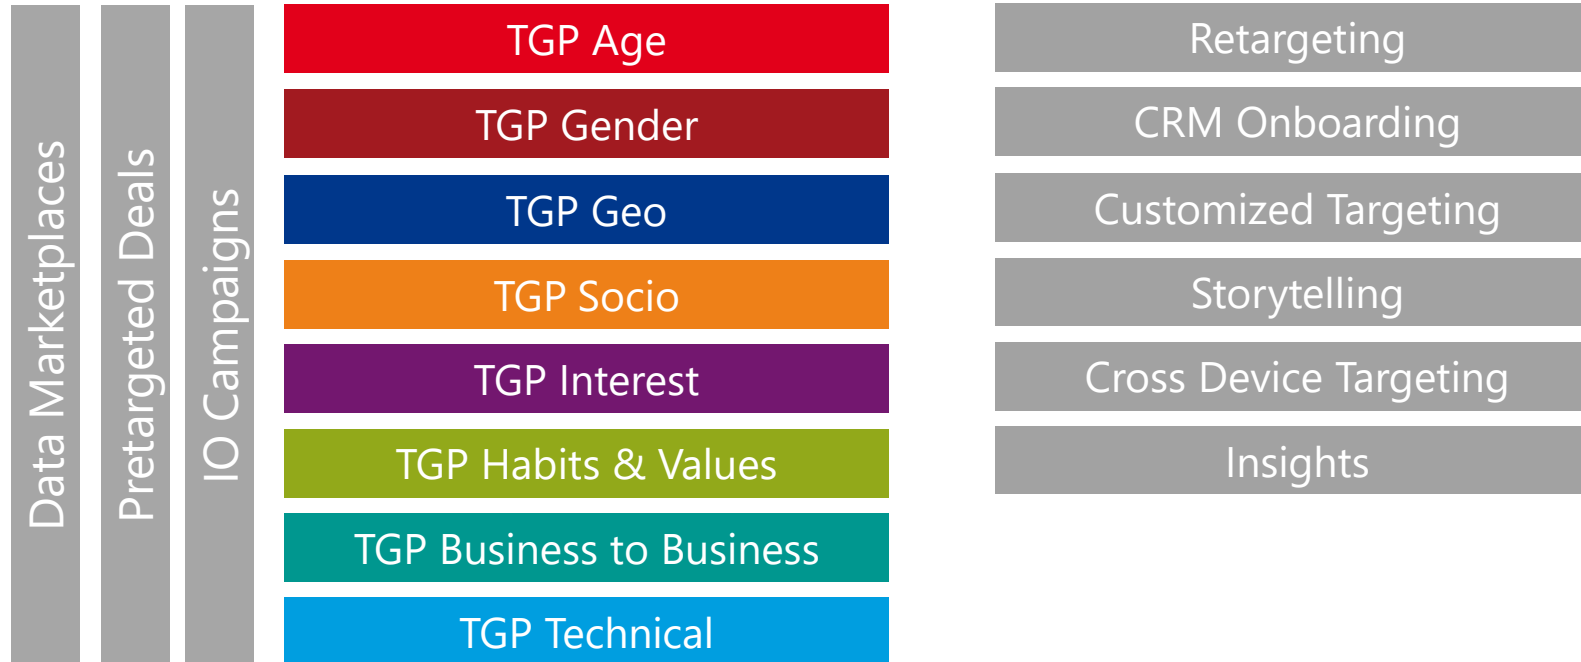 Data Marketplaces
Pretargeted Deals
IO Campaigns
TGP Age
TGP Gender
TGP Geo
TGP Socio
TGP Interest
TGP Habits & Values
TGP Business to Business
TGP Technical
Retargeting
CRM Onboarding
Customized Targeting
Storytelling
Cross Device Targeting
Insights